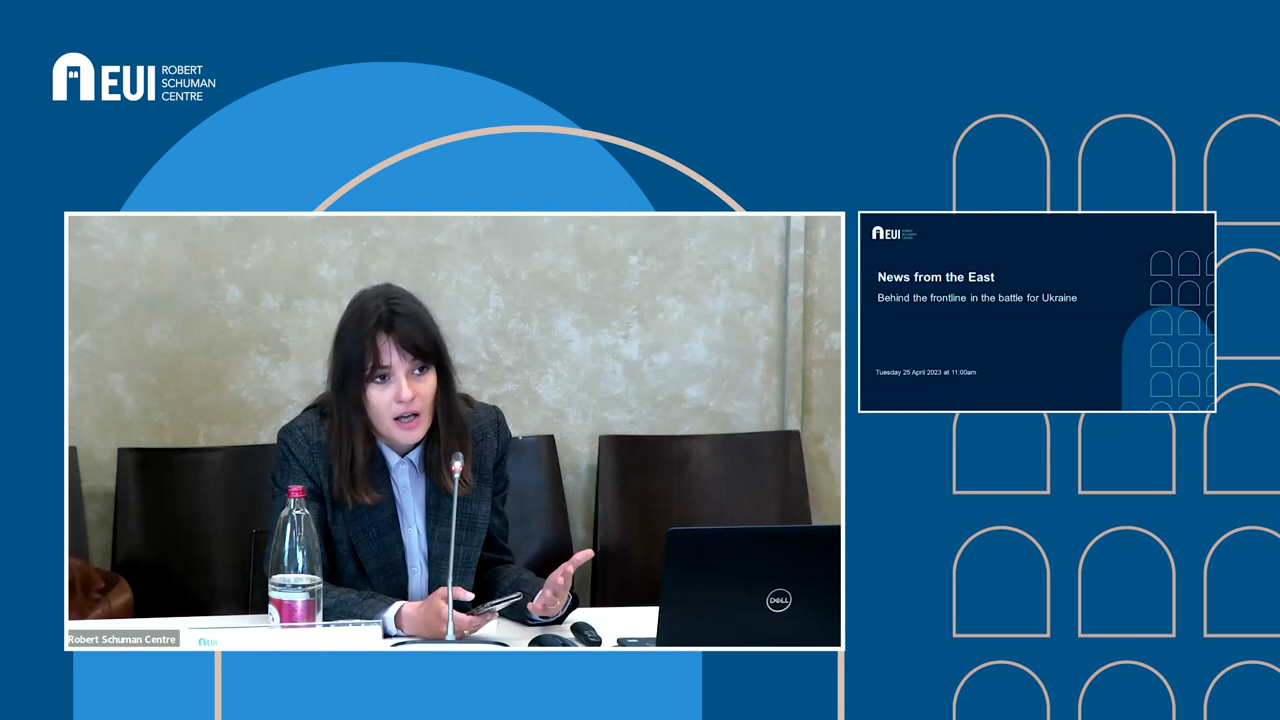 EUI
ROBERT
SCHUMAN
CENTRE
EUI
News from the East
Behind the frontline in the battle for Ukraine
Tuesday 25 April 2023 at 11:00am
DELL
Robert Schuman Centre
EUI